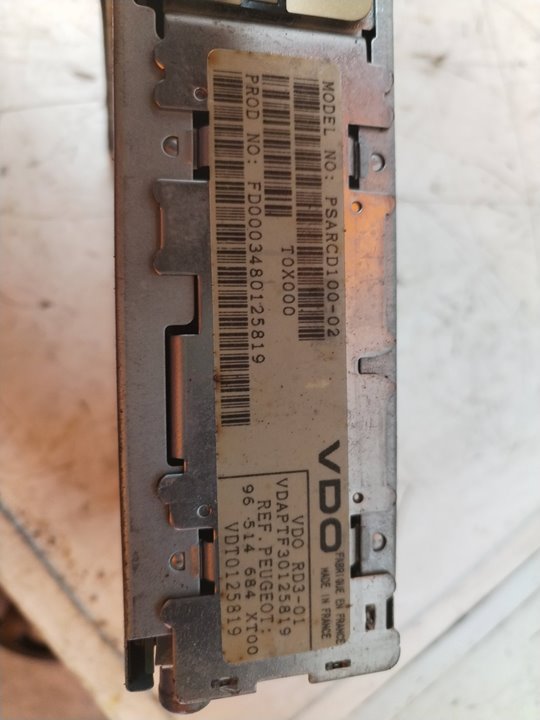 MODEL NO: PSARCD100-02
T0X000
PROD NO: FD0003480125819
VDO
FABRIQUE EN FRANCE
MADE IN FRANCE
VDO RD3-01
VDAPTF30125819
REF.PEUGEOT:
96 514 684 XT00
VDT0125819